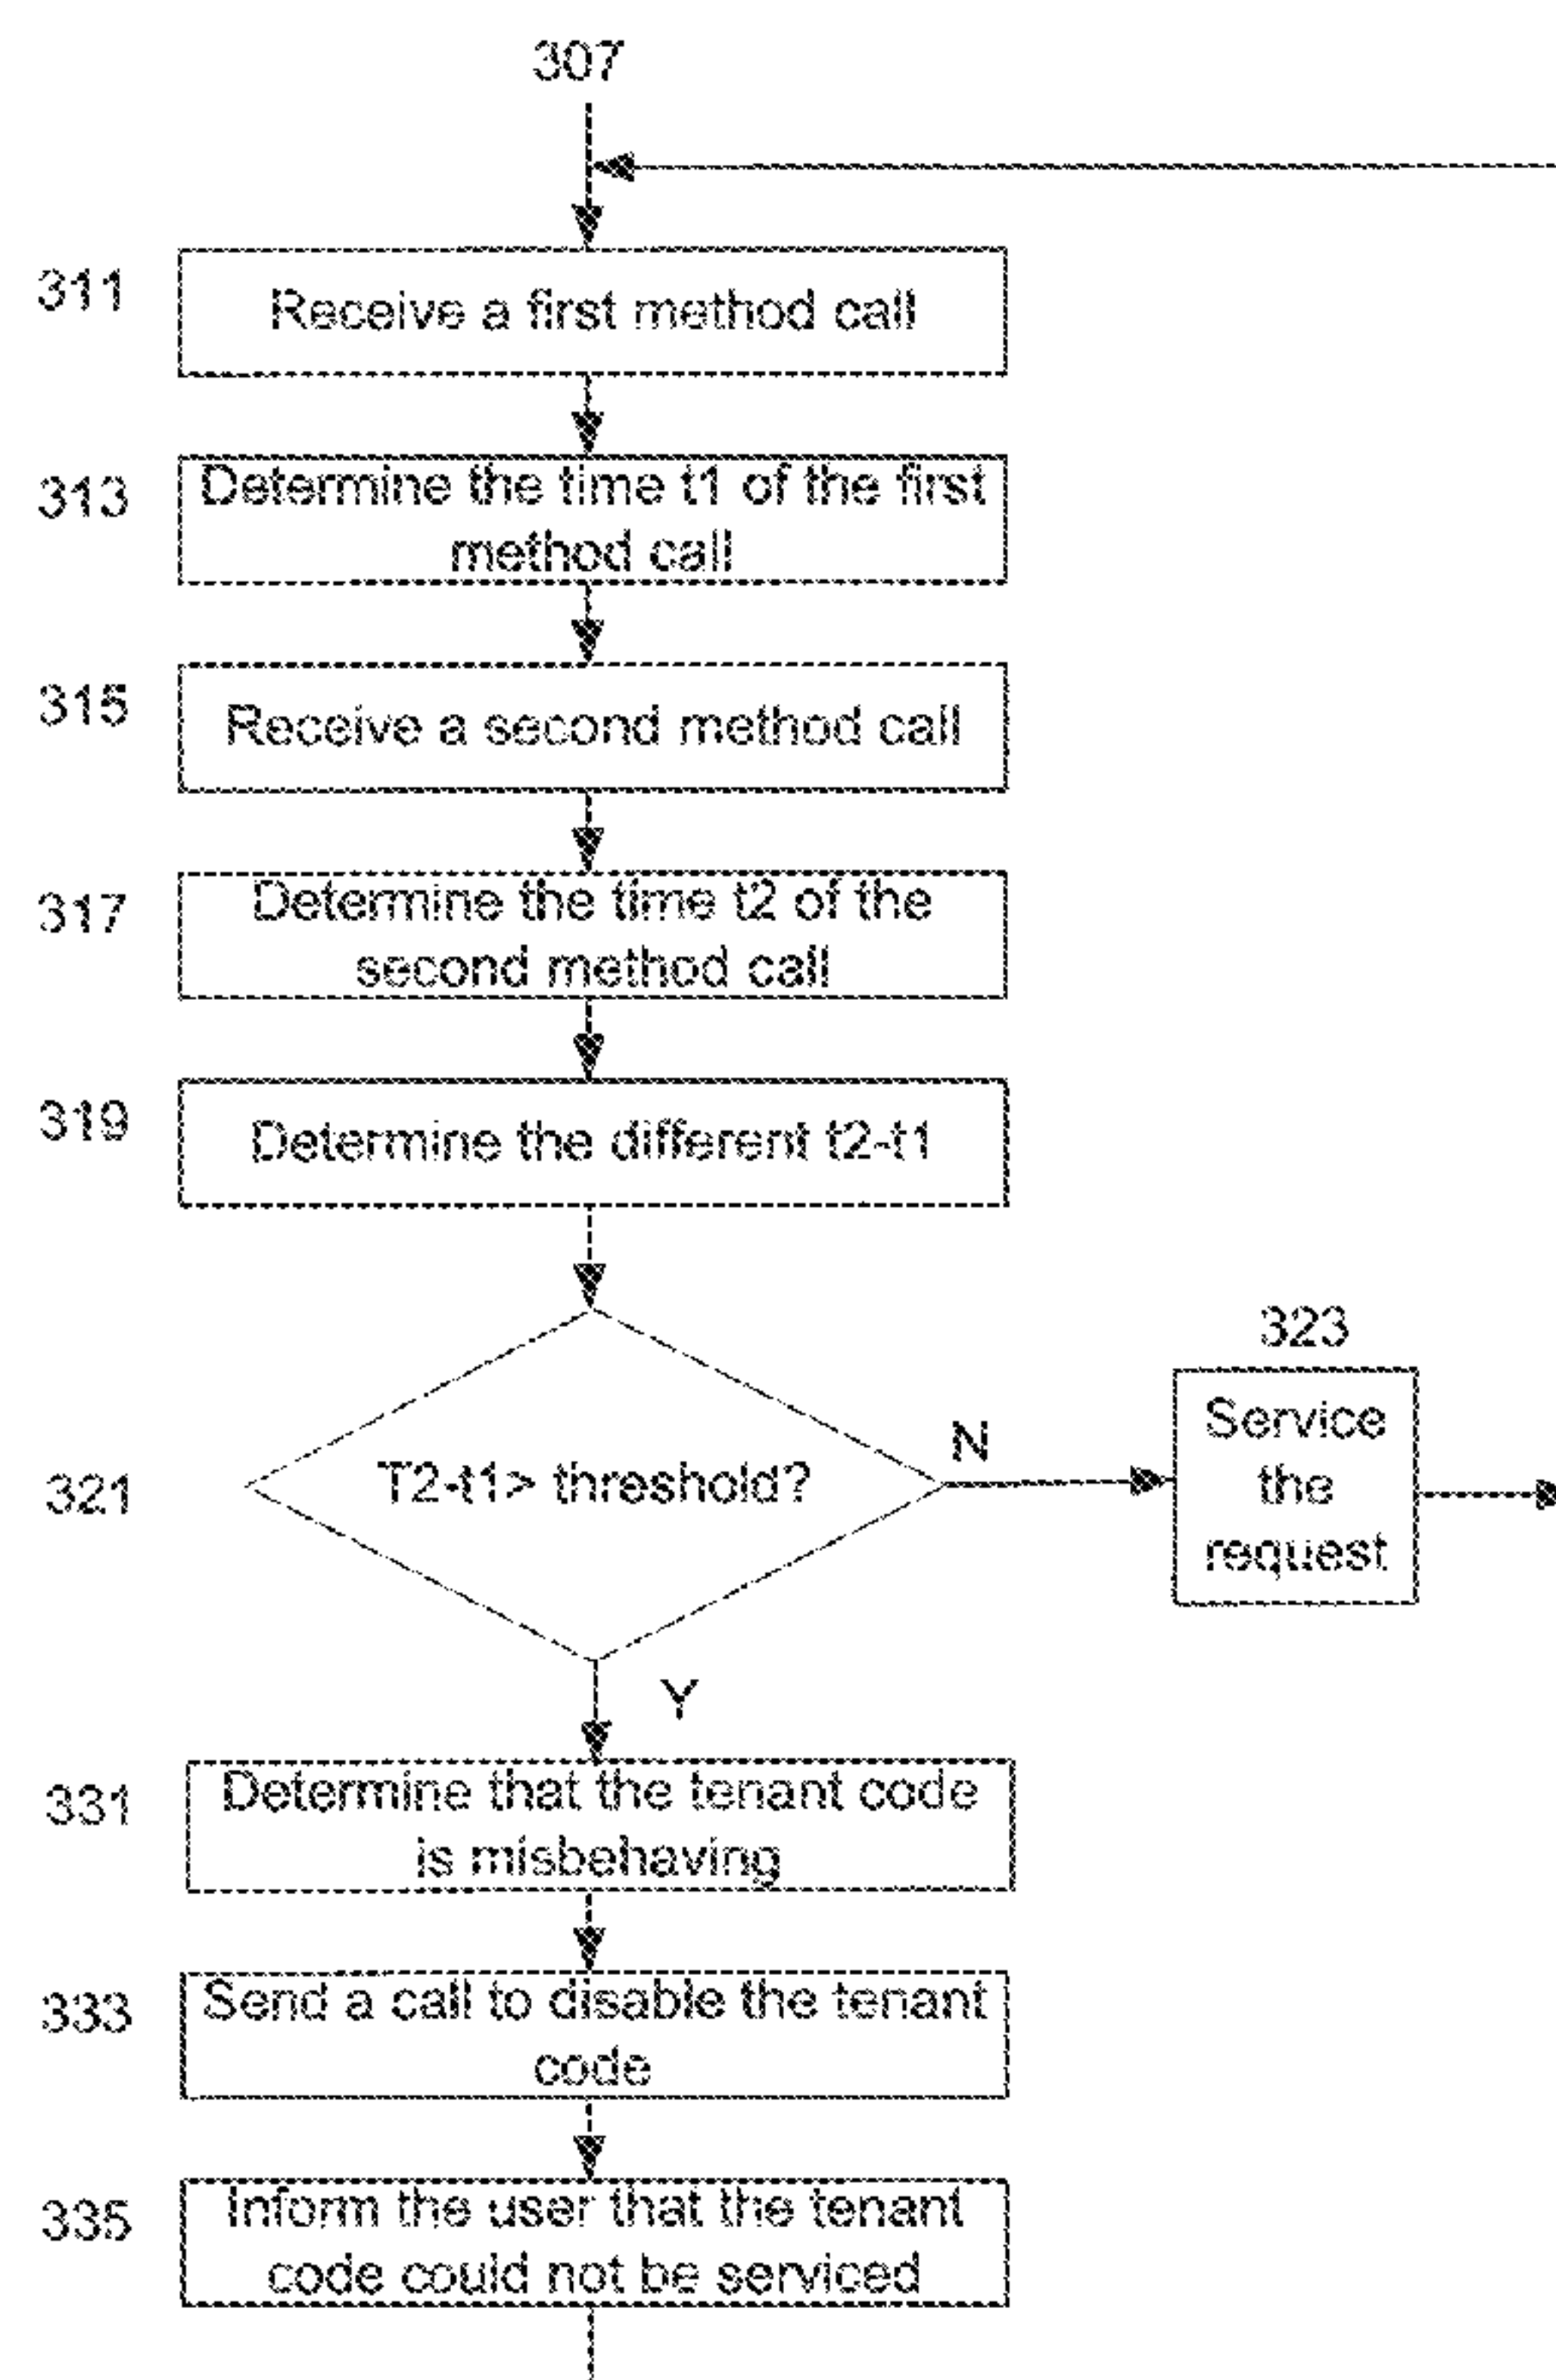 307
311
Receive a first method call
313
Determine the time t1 of the first
method call
315
Receive a second method call
317
Determine the time t2 of the
second method call
319
Determine the different t2-t1
323
Service
the
request
N
321
T2-t1> threshold?
Y
331
Determine that the tenant code
is misbehaving
333
Send a call to disable the tenant
code
335
Inform the user that the tenant
code could not be serviced